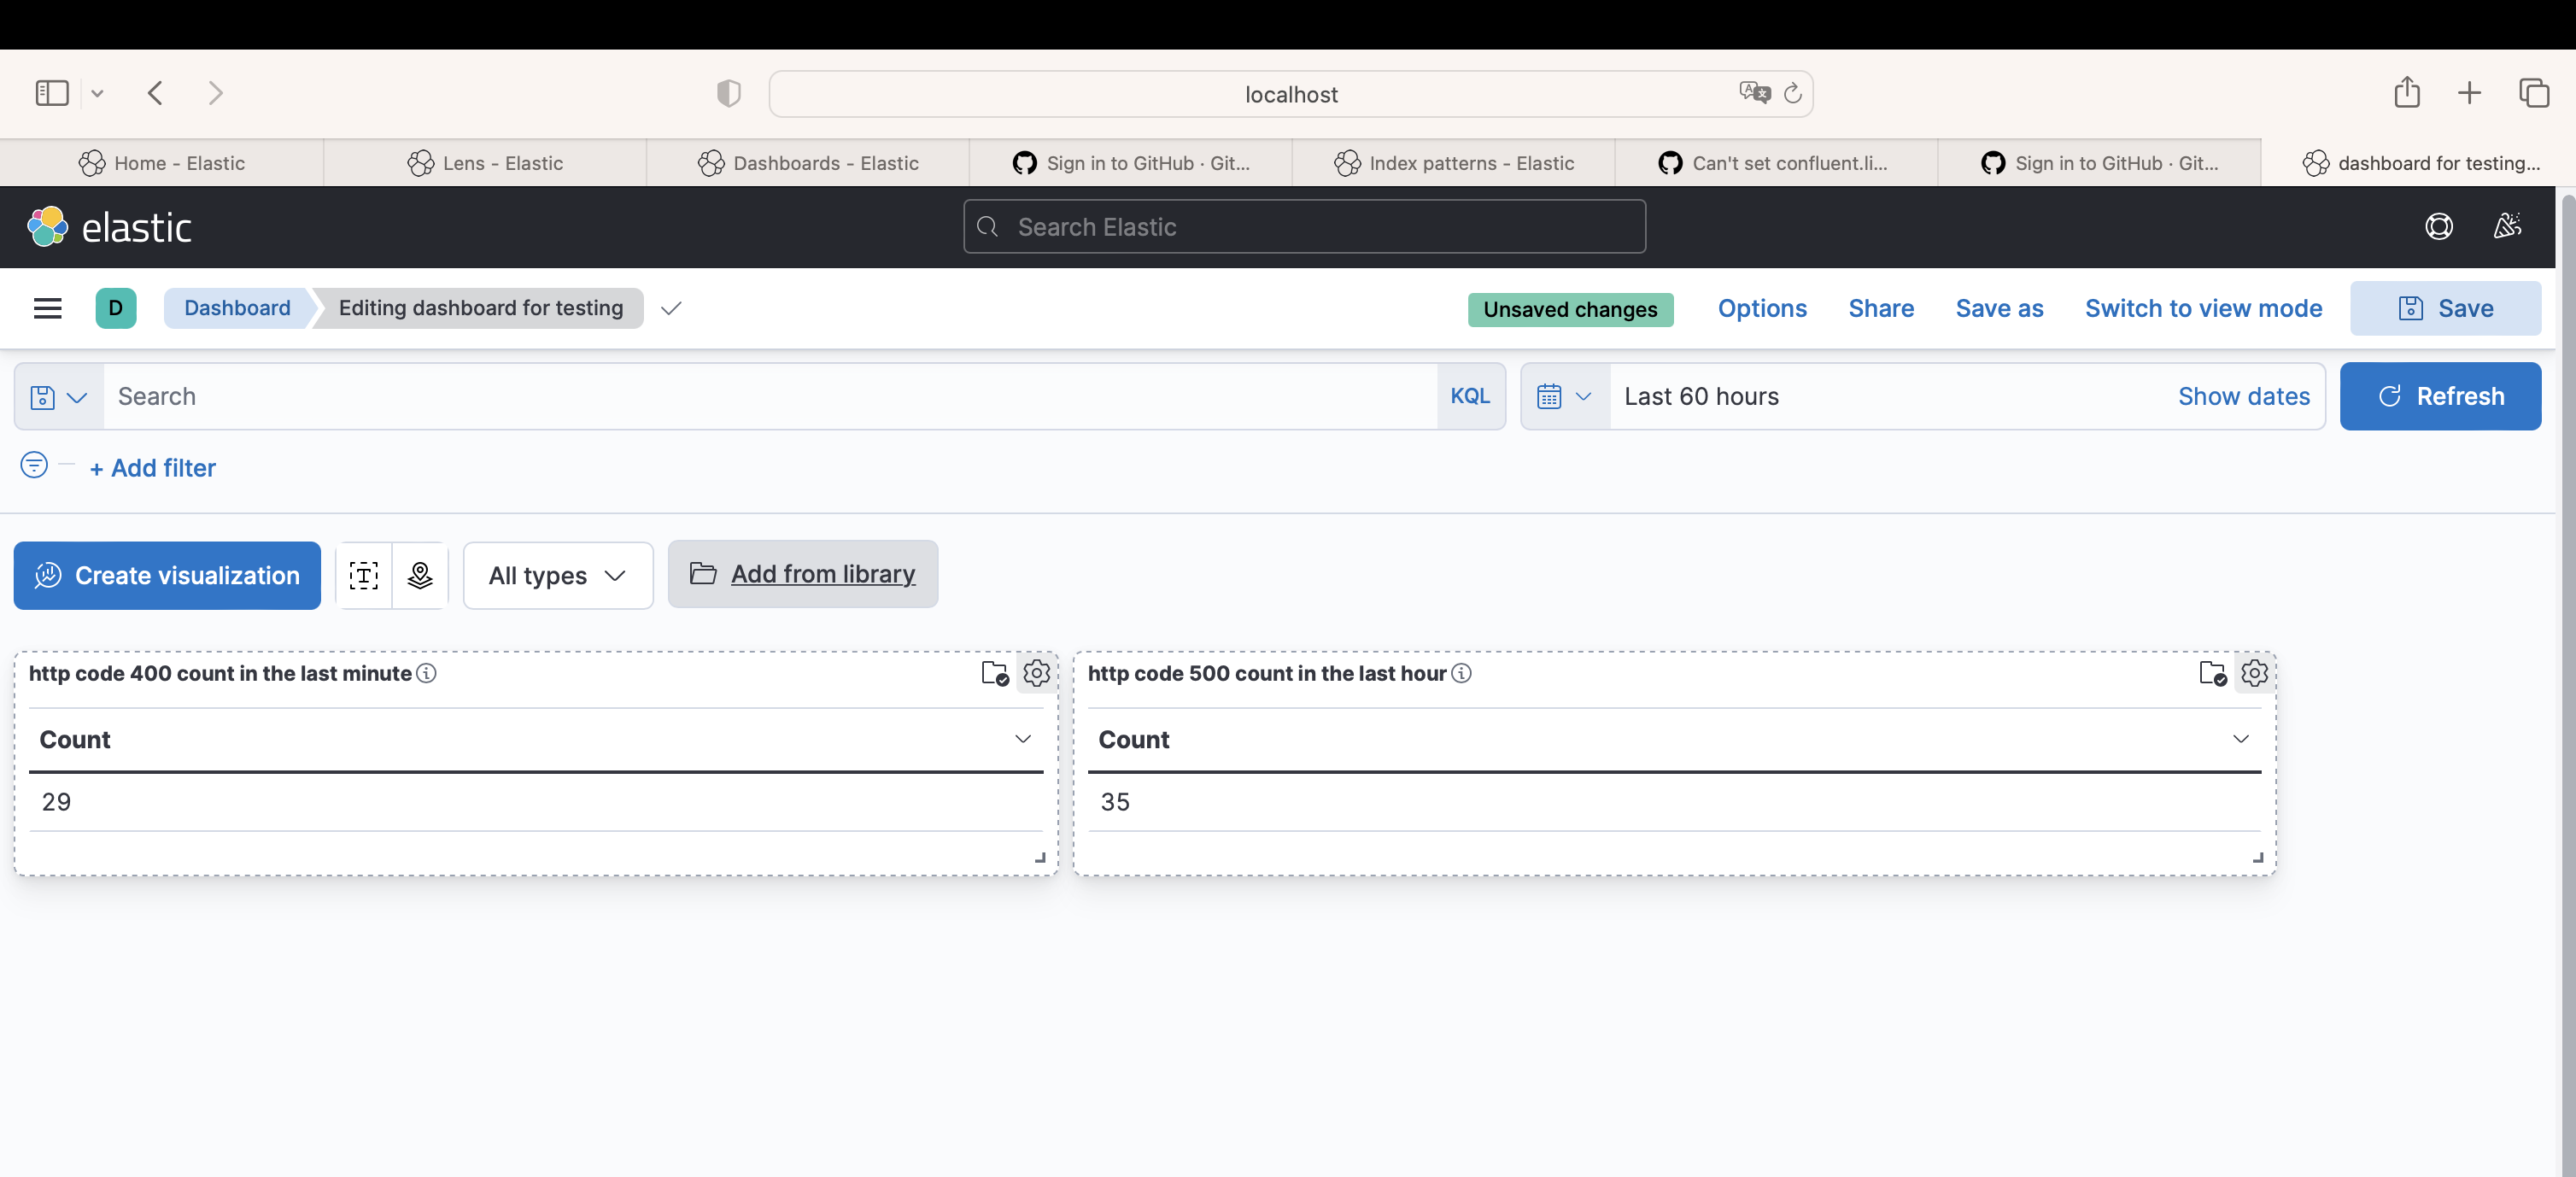 localhost
Home - Elastic
Lens - Elastic
Dashboards - Elastic
Sign in to GitHub · Git...
Index patterns - Elastic
Can't set confluent.li...
Sign in to GitHub · Git...
dashboard for testing...
elastic
Search Elastic
D
Dashboard
Editing dashboard for testing
Unsaved changes
Options
Share
Save as
Switch to view mode
Save
Search
KQL
Last 60 hours
Show dates
Refresh
+ Add filter
Create visualization
All types
Add from library
http code 400 count in the last minute
http code 500 count in the last hour
Count
Count
29
35